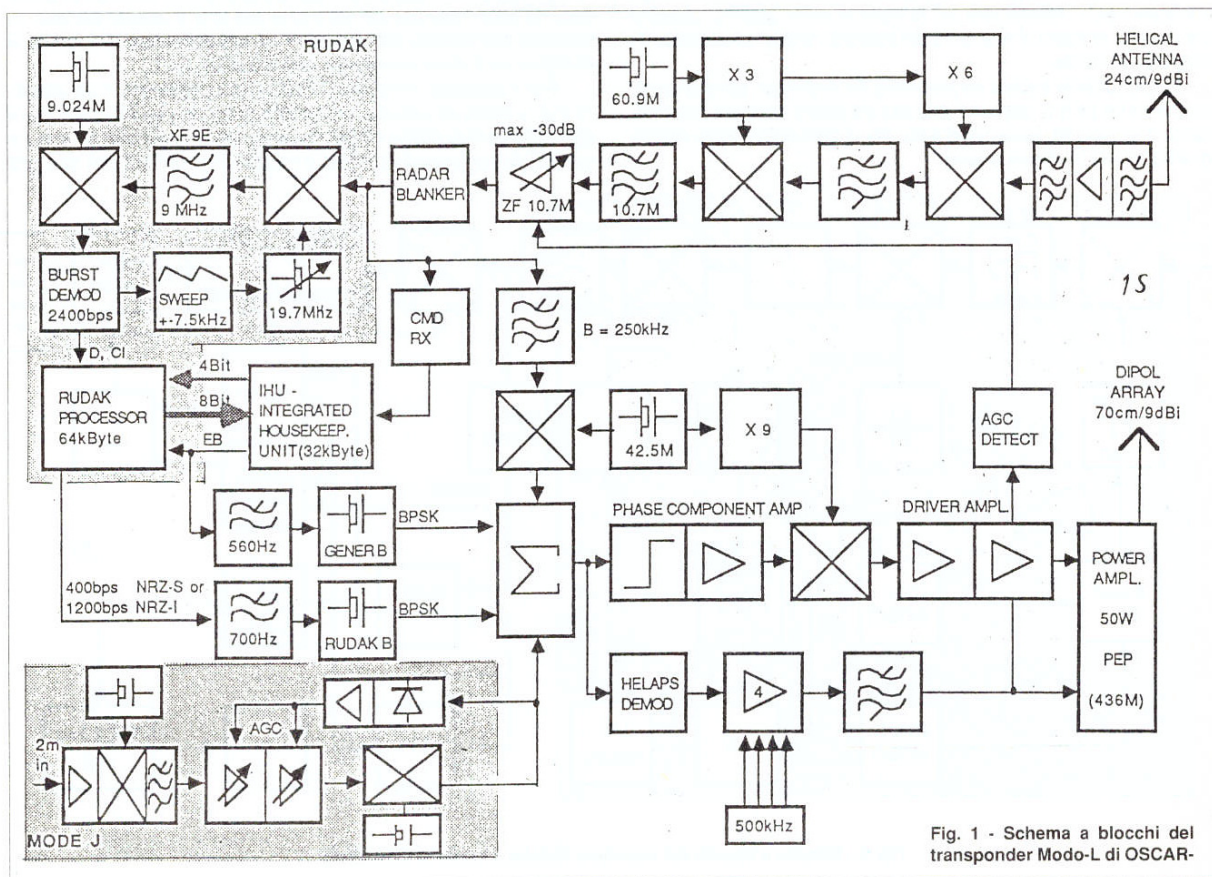 RUDAK
9.024M
XF 9E
9 MHz
BURST
DEMOD
2400bps
SWEEP
+-7.5kHz
19.7MHz
D, Cl
RUDAK
PROCESSOR
64kByte
4Bit
8Bit
EB
IHU -
INTEGRATED
HOUSEKEEP.
UNIT(32kByte)
RADAR
BLANKER
max -30dB
ZF 10.7M
10.7M
60.9M
X 3
X 6
HELICAL
ANTENNA
24cm/9dBi
CMD
RX
B = 250kHz
1S
42.5M
X 9
AGC
DETECT
DIPOL
ARRAY
70cm/9dBi
560Hz
GENER B
BPSK
400bps NRZ-S or
1200bps NRZ-I
700Hz
RUDAK B
BPSK
Σ
PHASE COMPONENT AMP
DRIVER AMPL.
POWER
AMPL.
50W
PEP
(436M)
HELAPS
DEMOD
4
500kHz
2m
in
AGC
MODE J
Fig. 1 - Schema a blocchi del
transponder Modo-L di OSCAR-